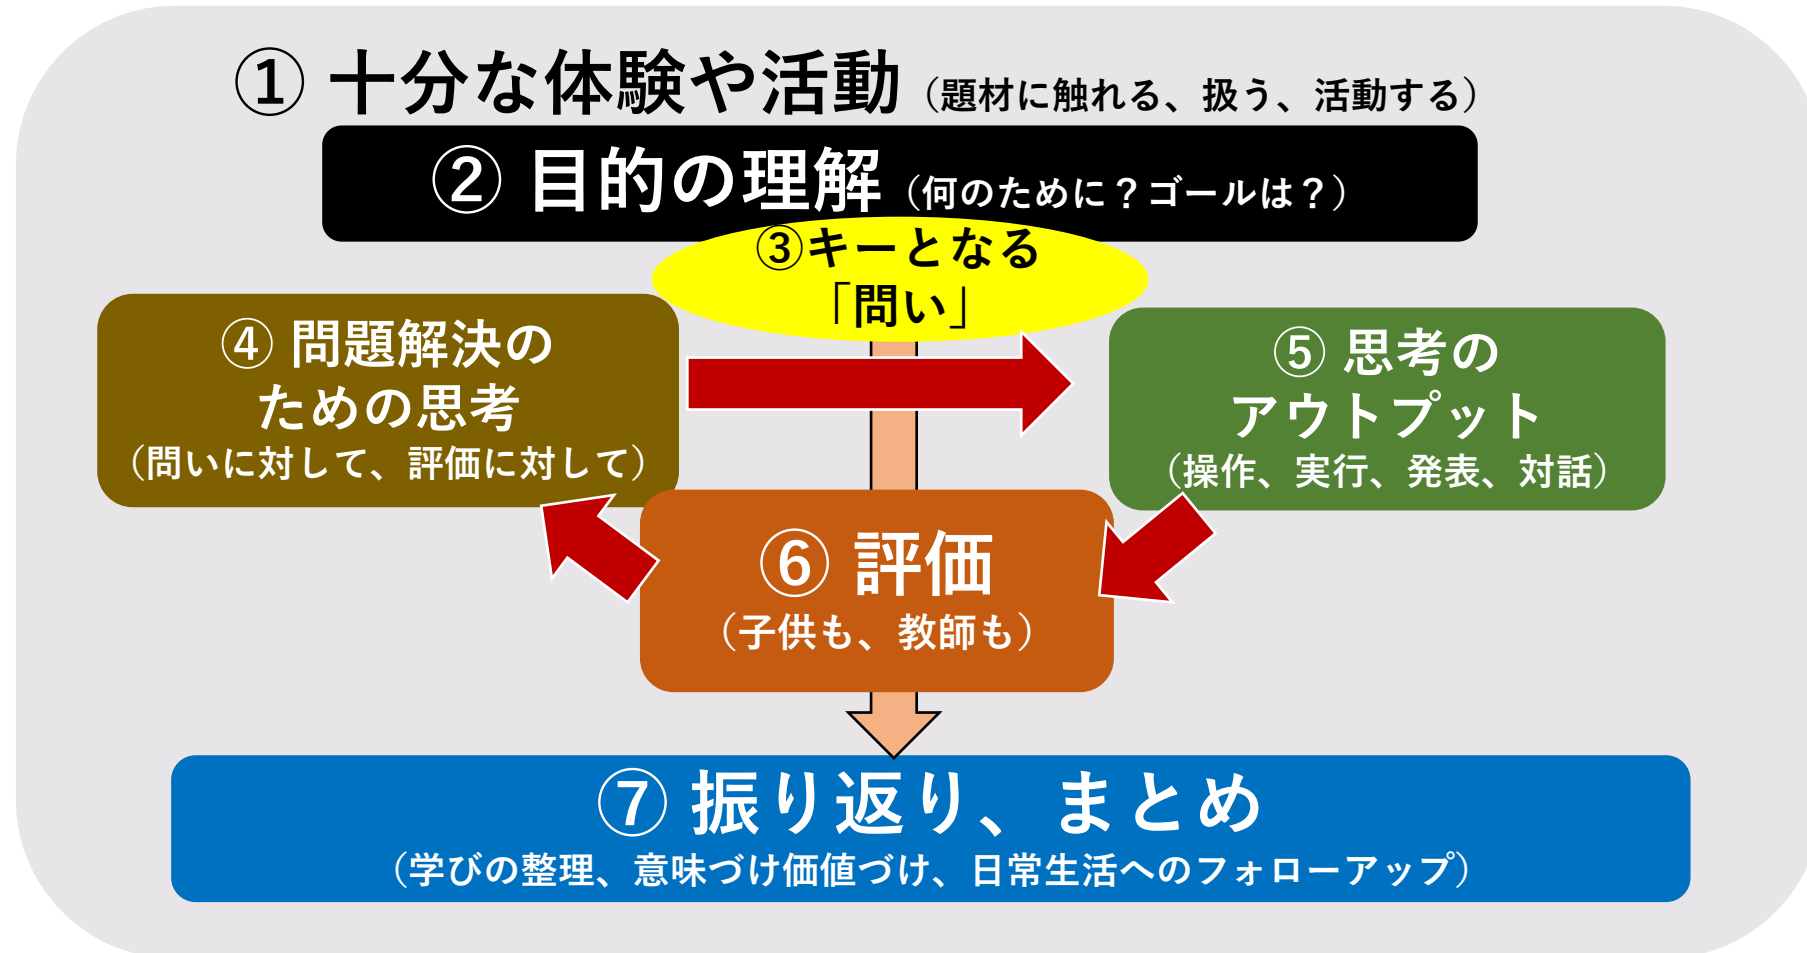 ① 十分な体験や活動（題材に触れる、扱う、活動する）
② 目的の理解（何のために？ゴールは？）
③キーとなる
「問い」
④ 問題解決の
ための思考
（問いに対して、評価に対して）
⑤ 思考の
アウトプット
（操作、実行、発表、対話）
⑥ 評価
（子供も、教師も）
⑦ 振り返り、まとめ
（学びの整理、意味づけ価値づけ、日常生活へのフォローアップ）